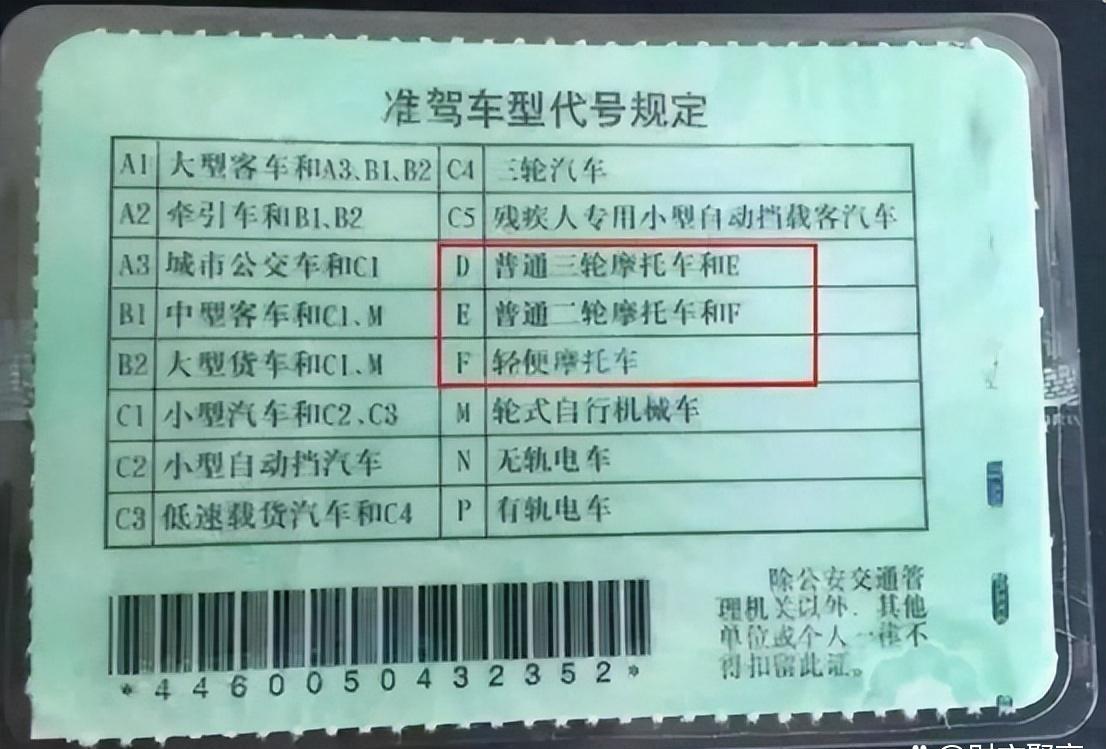 准驾车型代号规定
A1 大型客车和A3、B1、B2 C4 三轮汽车
A2 牵引车和B1、B2 C5 残疾人专用小型自动挡载客汽车
A3 城市公交车和C1 D 普通三轮摩托车和E
B1 中型客车和C1、M E 普通二轮摩托车和F
B2 大型货车和C1、M F 轻便摩托车
C1 小型汽车和C2、C3 M 轮式自行机械车
C2 小型自动挡汽车 N 无轨电车
C3 低速载货汽车和C4 P 有轨电车
除公安交通管
理机关以外，其他
单位或个人一律不
得扣留此证。
*4460050432352*